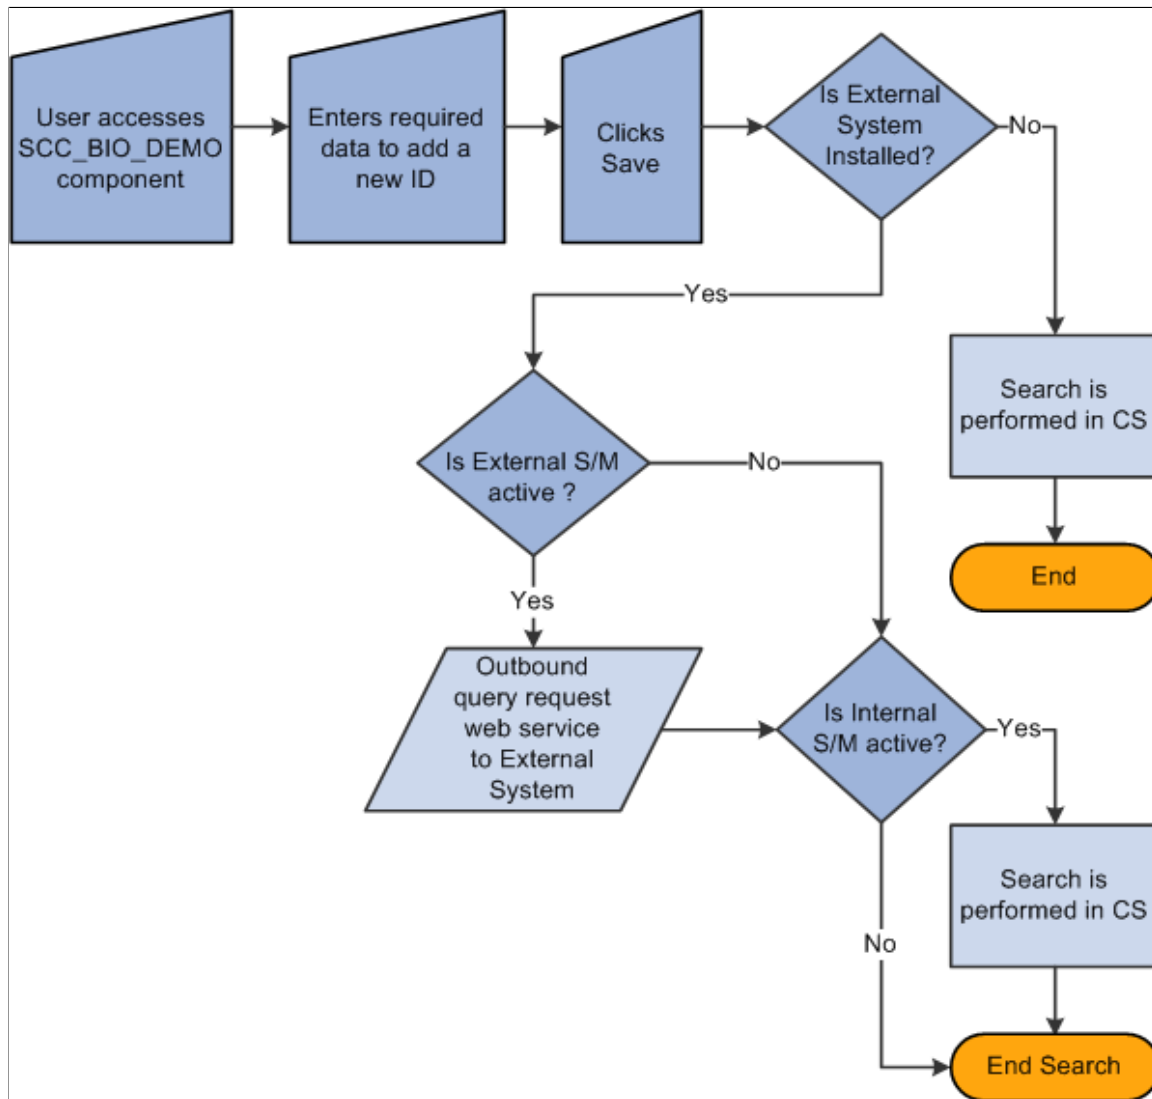 User accesses
SCC_BIO_DEMO
component
Enters required
data to add a
new ID
Clicks
Save
Is External
System
Installed?
No
Yes
Search is
performed in CS
Is External S/M
active ?
No
End
Yes
Outbound
query request
web service
to External
System
Is Internal
S/M active?
Yes
Search is
performed in CS
No
End Search